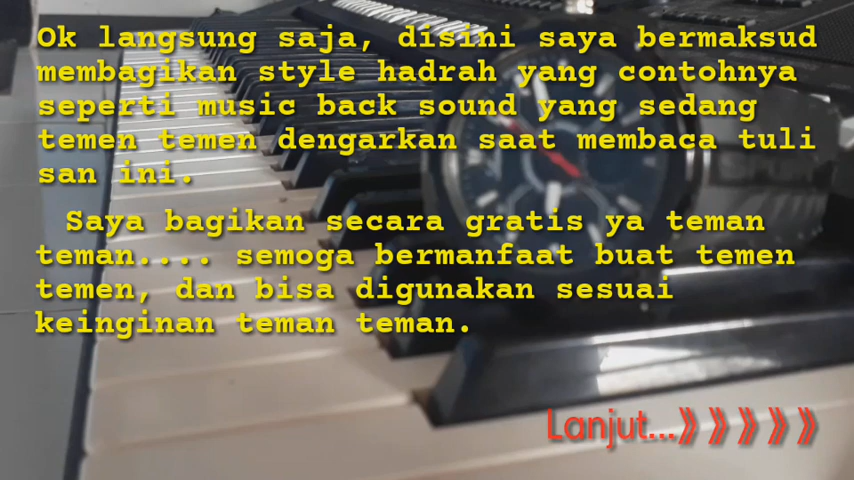 Ok langsung saja, disini saya bermaksud
membagikan style hadrah yang contohnya
seperti music back sound yang sedang
temen temen dengarkan saat membaca tuli
san ini.
Saya bagikan secara gratis ya teman
teman.... semoga bermanfaat buat temen
temen, dan bisa digunakan sesuai
keinginan teman teman.
Lanjut...》》》》》